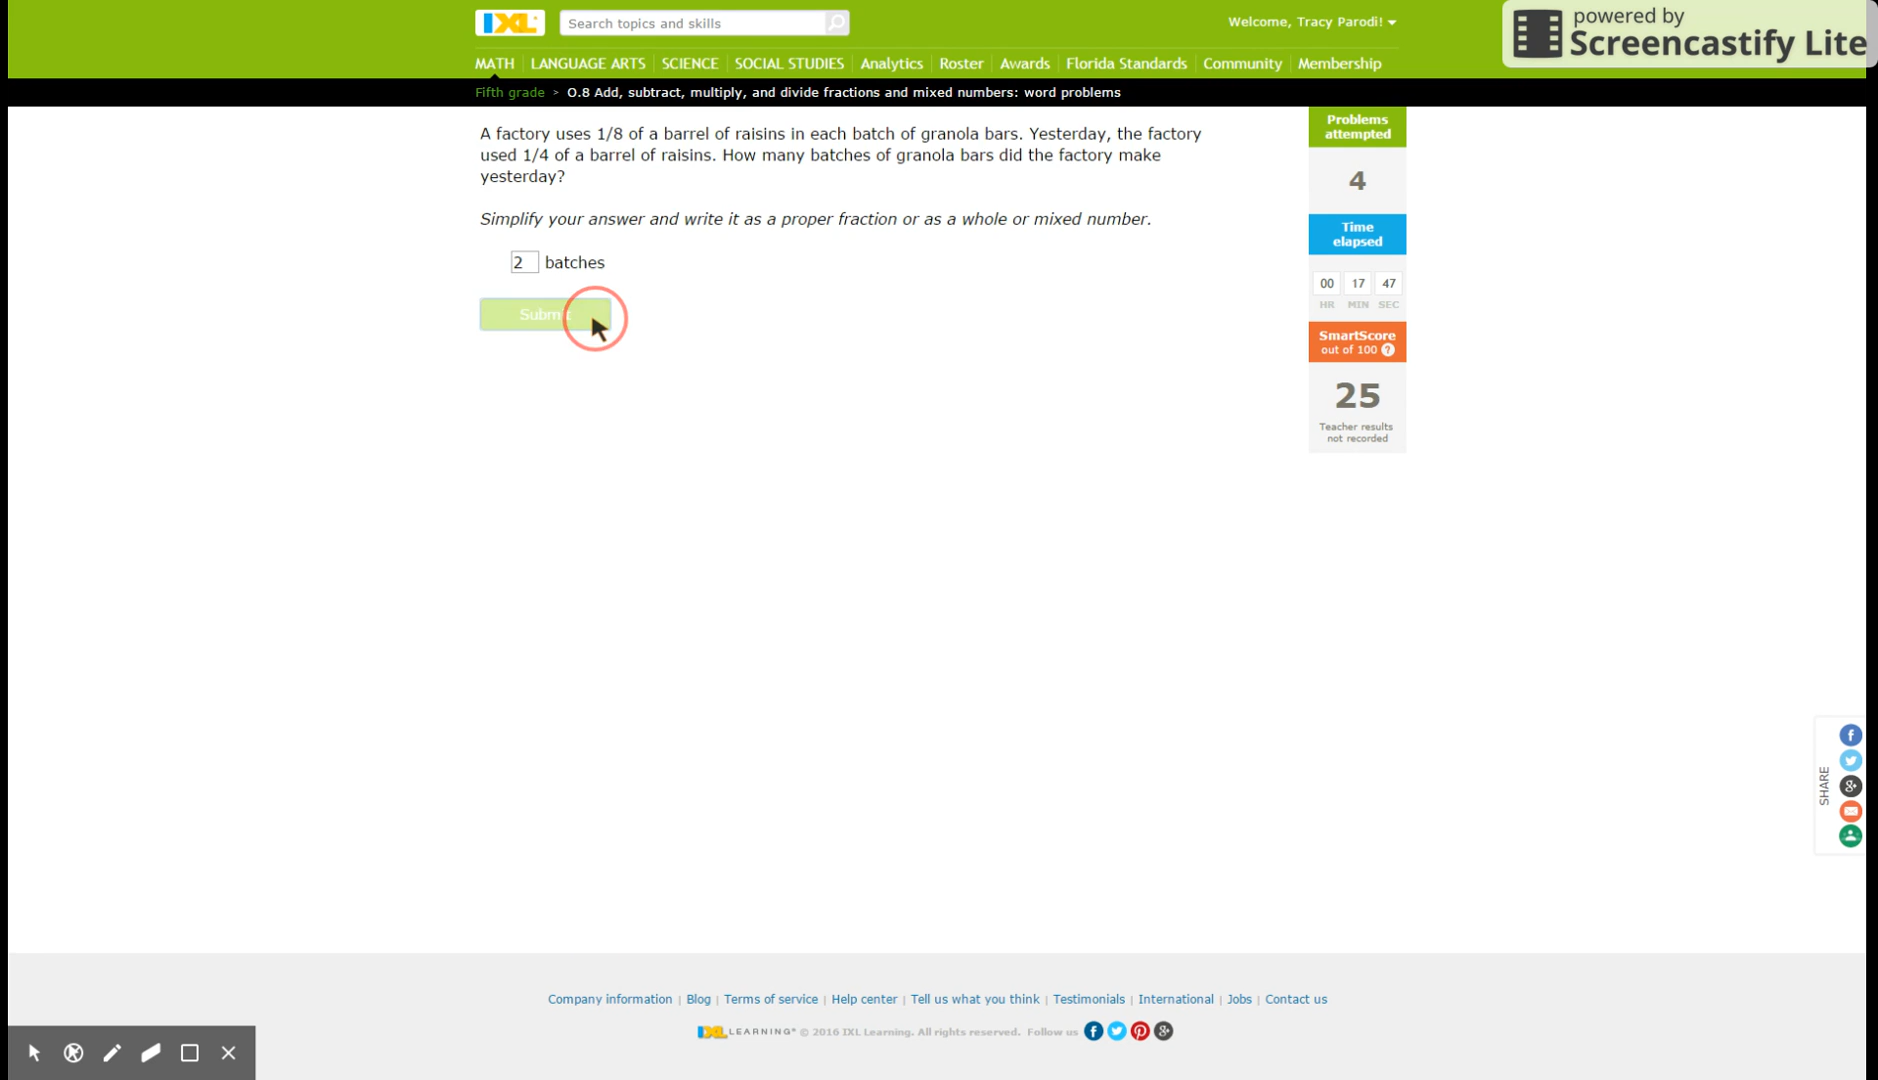 IXL
Search topics and skills
Welcome, Tracy Parodi!
powered by
Screencastify Lite
MATH LANGUAGE ARTS SCIENCE SOCIAL STUDIES Analytics Roster Awards Florida Standards Community Membership
Fifth grade > O.8 Add, subtract, multiply, and divide fractions and mixed numbers: word problems
A factory uses 1/8 of a barrel of raisins in each batch of granola bars. Yesterday, the factory
used 1/4 of a barrel of raisins. How many batches of granola bars did the factory make
yesterday?
Simplify your answer and write it as a proper fraction or as a whole or mixed number.
2 batches
Submit
Problems
attempted
4
Time
elapsed
00 17 47
HR MIN SEC
SmartScore
out of 100 ?
25
Teacher results
not recorded
SHARE
Company information | Blog | Terms of service | Help center | Tell us what you think | Testimonials | International | Jobs | Contact us
IXL LEARNING® © 2016 IXL Learning. All rights reserved. Follow us